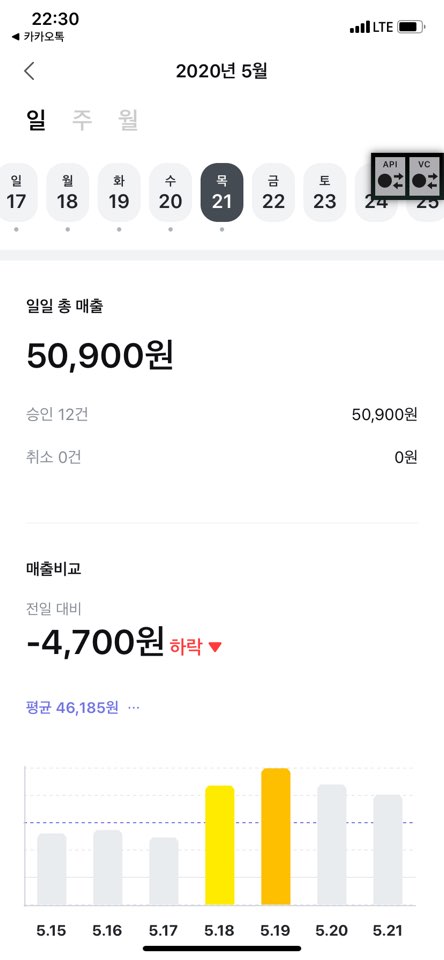 22:30
LTE
◀ 카카오톡
2020년 5월
일 주 월
API VC
일 월 화 수 목 금 토
17 18 19 20 21 22 23 24 25
일일 총 매출
50,900원
승인 12건 50,900원
취소 0건 0원
매출비교
전일 대비
-4,700원 하락 ▼
평균 46,185원 ···
5.15 5.16 5.17 5.18 5.19 5.20 5.21